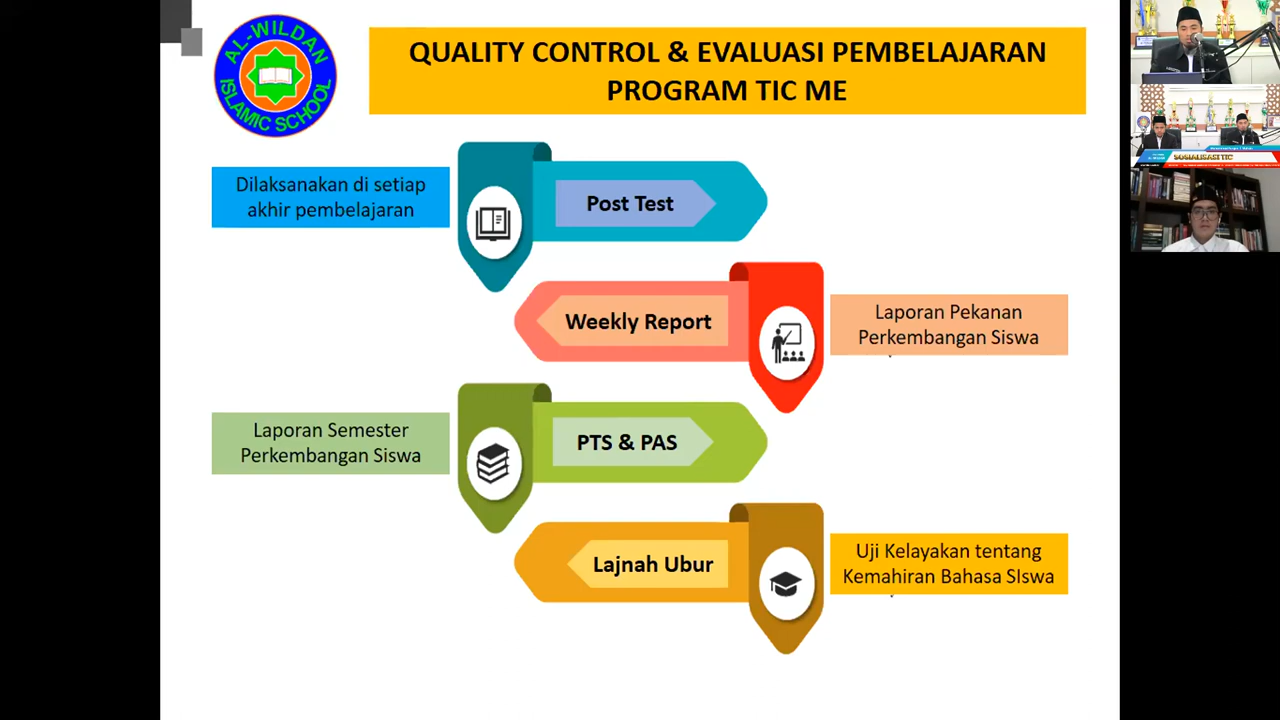 AL-WILDAN
ISLAMIC SCHOOL
QUALITY CONTROL & EVALUASI PEMBELAJARAN
PROGRAM TIC ME
Dilaksanakan di setiap
akhir pembelajaran
Post Test
Weekly Report
Laporan Pekanan
Perkembangan Siswa
Laporan Semester
Perkembangan Siswa
PTS & PAS
Lajnah Ubur
Uji Kelayakan tentang
Kemahiran Bahasa SIswa
SOSIALISASI TIC